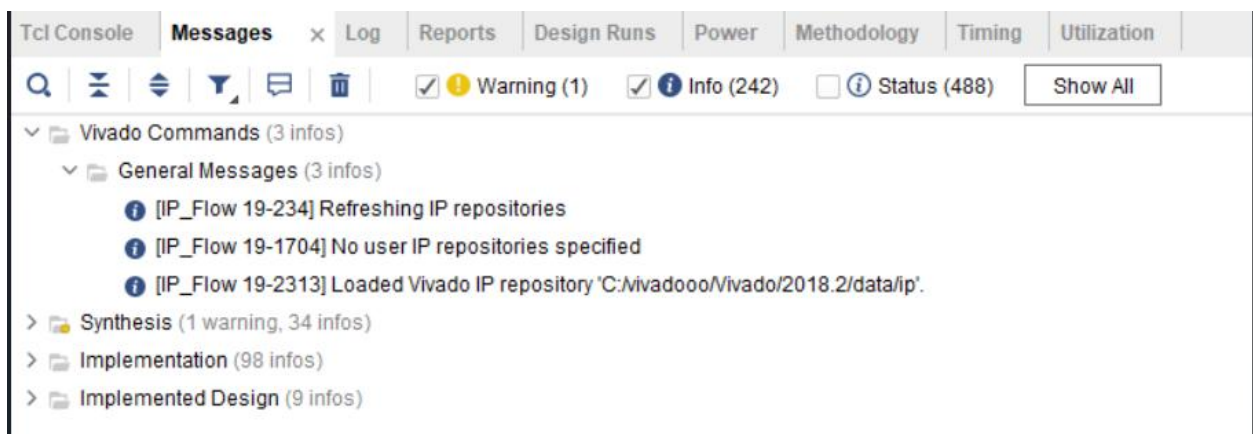 Tcl Console Messages × Log Reports Design Runs Power Methodology Timing Utilization
Warning (1) Info (242) Status (488) Show All
Vivado Commands (3 infos)
General Messages (3 infos)
[IP_Flow 19-234] Refreshing IP repositories
[IP_Flow 19-1704] No user IP repositories specified
[IP_Flow 19-2313] Loaded Vivado IP repository 'C:/vivadooo/Vivado/2018.2/data/ip'.
Synthesis (1 warning, 34 infos)
Implementation (98 infos)
Implemented Design (9 infos)